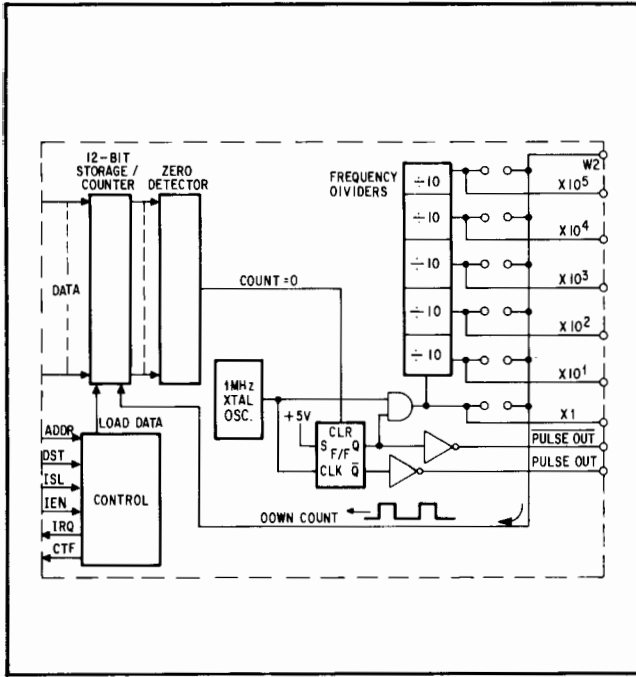 12-BIT
STORAGE /
COUNTER
ZERO
DETECTOR
FREQUENCY
DIVIDERS
÷10
÷10
÷10
÷10
÷10
W2
X10⁵
X10⁴
X10³
X10²
X10¹
X1
DATA
COUNT=0
1MHz
XTAL
OSC.
+5V
CLR
S
Q
F/F
CLK
Q̅
PULSE OUT
PULSE OUT
LOAD DATA
ADDR
DST
ISL
IEN
IRQ
CTF
CONTROL
DOWN COUNT